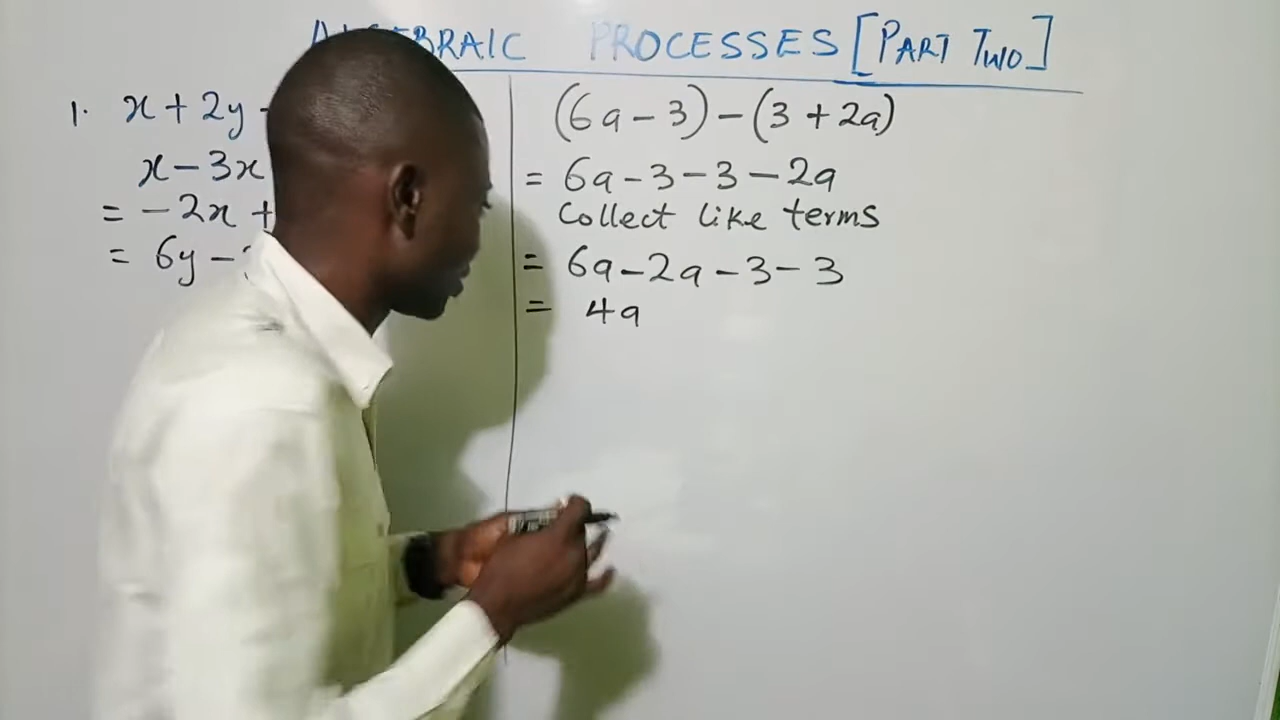 ALGEBRAIC PROCESSES [PART TWO]
1. x + 2y
x - 3x
= -2x +
= 6y -
(6a - 3) - (3 + 2a)
= 6a - 3 - 3 - 2a
Collect like terms
= 6a - 2a - 3 - 3
= 4a